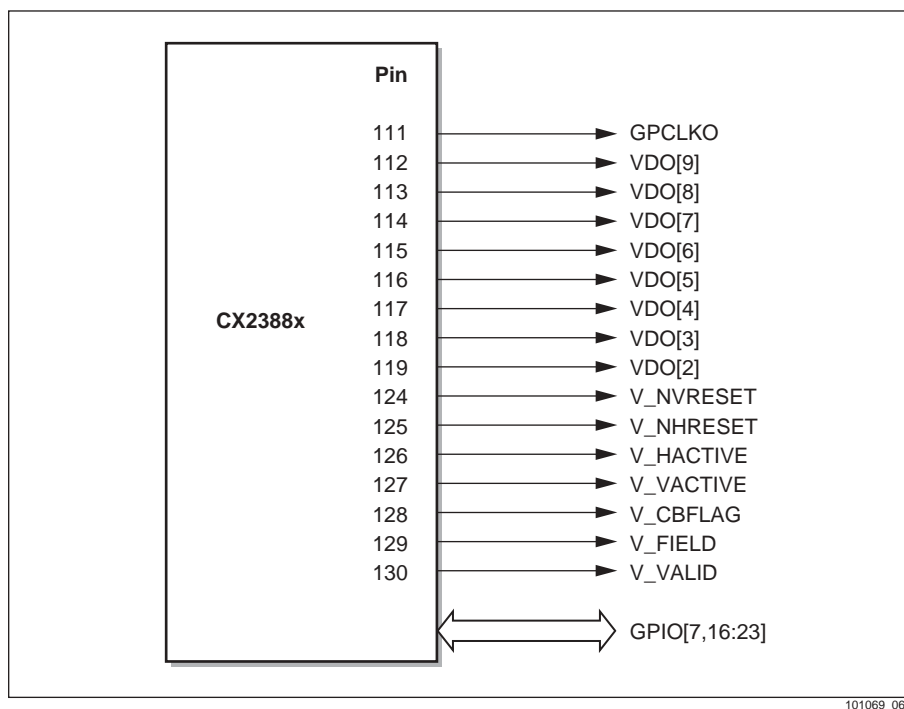 Pin
111 GPCLKO
112 VDO[9]
113 VDO[8]
114 VDO[7]
115 VDO[6]
116 VDO[5]
117 VDO[4]
CX2388x
118 VDO[3]
119 VDO[2]
124 V_NVRESET
125 V_NHRESET
126 V_HACTIVE
127 V_VACTIVE
128 V_CBFLAG
129 V_FIELD
130 V_VALID
GPIO[7,16:23]
101069_06